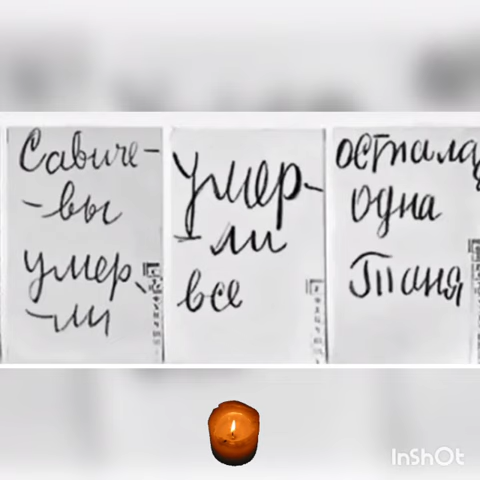 Савиче-
-вы
умер-
-ли
умер-
-ли
все
остала
одна
Таня
InShOt